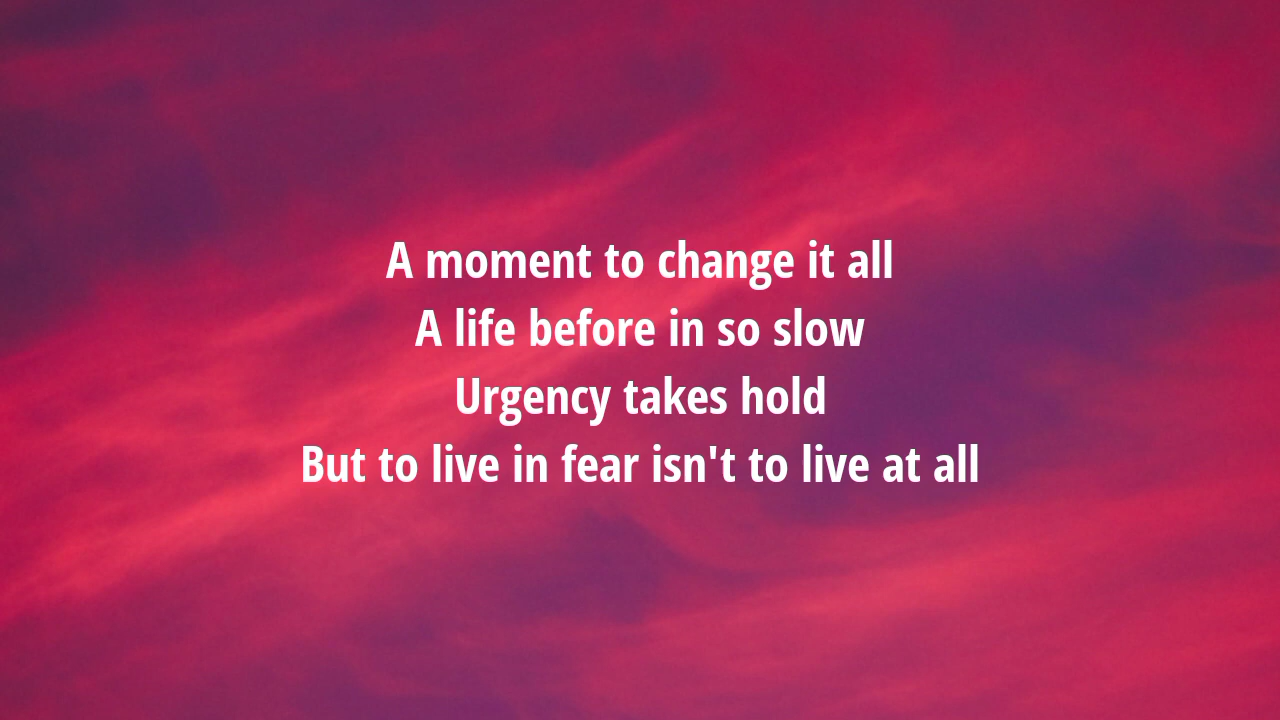 A moment to change it all
A life before in so slow
Urgency takes hold
But to live in fear isn't to live at all